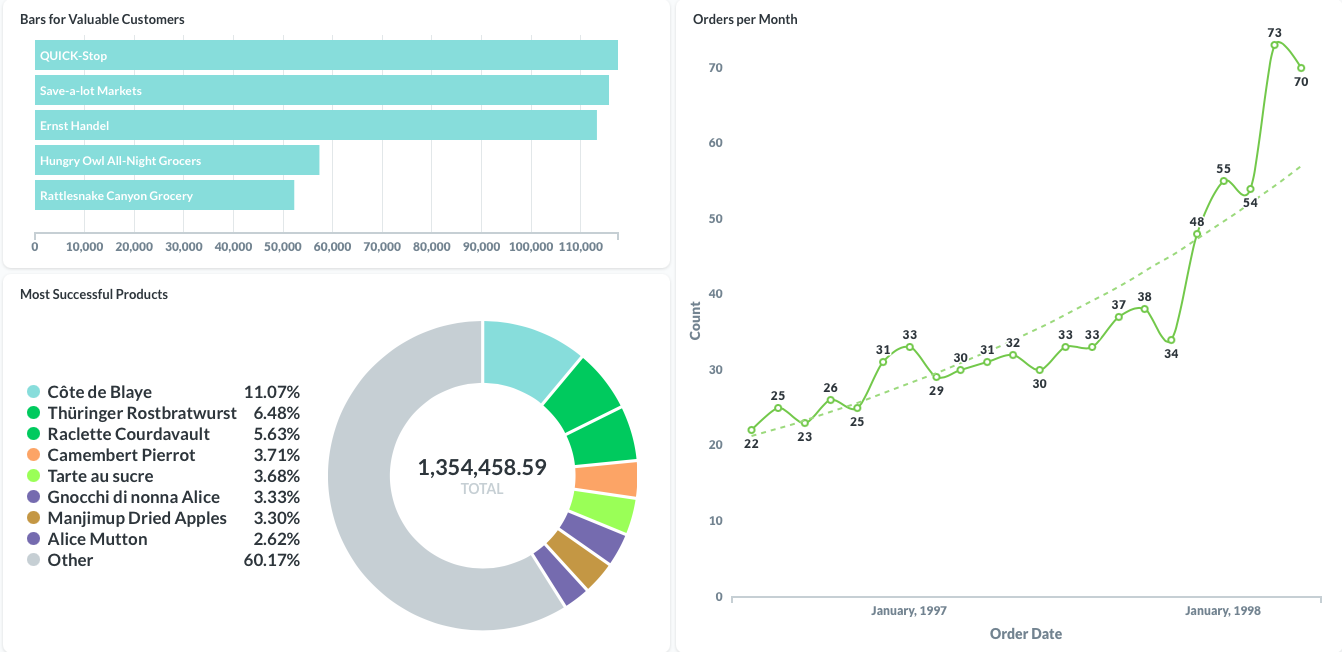 Bars for Valuable Customers
QUICK-Stop
Save-a-lot Markets
Ernst Handel
Hungry Owl All-Night Grocers
Rattlesnake Canyon Grocery
0 10,000 20,000 30,000 40,000 50,000 60,000 70,000 80,000 90,000 100,000 110,000
Most Successful Products
Côte de Blaye 11.07%
Thüringer Rostbratwurst 6.48%
Raclette Courdavault 5.63%
Camembert Pierrot 3.71%
Tarte au sucre 3.68%
Gnocchi di nonna Alice 3.33%
Manjimup Dried Apples 3.30%
Alice Mutton 2.62%
Other 60.17%
1,354,458.59
TOTAL
Orders per Month
Count
70
60
50
40
30
20
10
0
22 25 23 26 25 31 33 29 30 31 32 30 33 33 37 38 34 48 55 54 73 70
January, 1997 January, 1998
Order Date